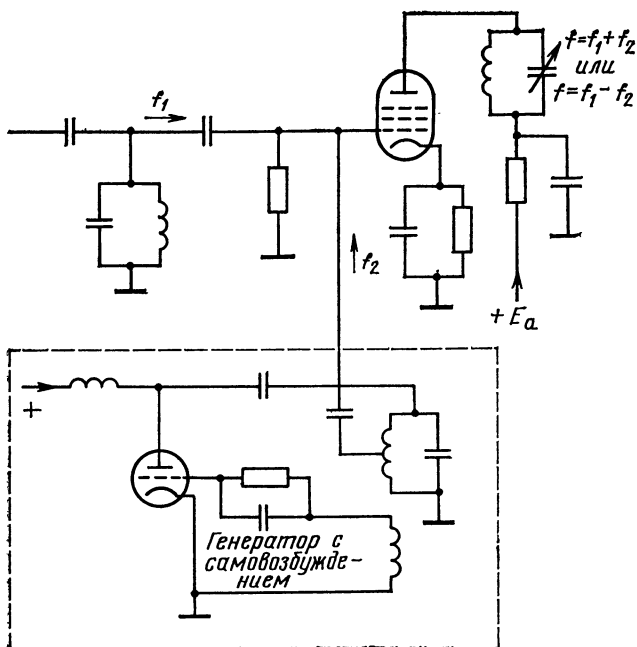 f₁
f=f₁+f₂
или
f=f₁-f₂
f₂
+Eₐ
+
Генератор с
самовозбужде-
нием